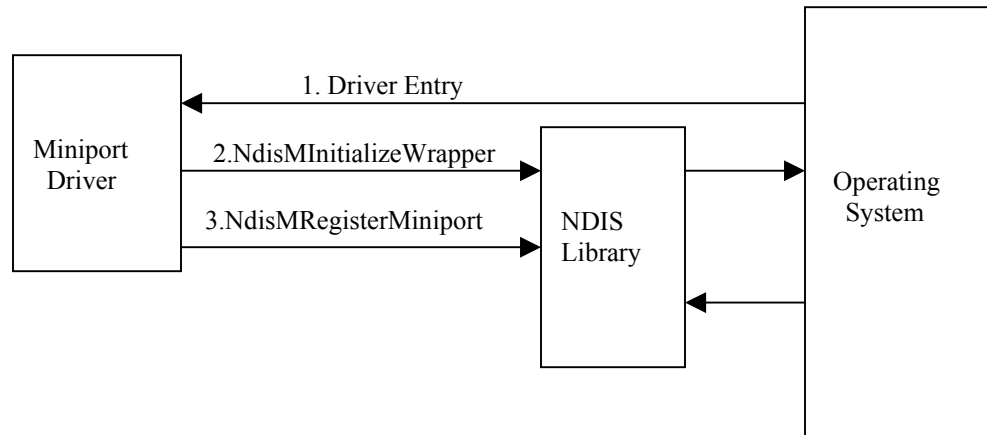 1. Driver Entry
Miniport
Driver
2.NdisMInitializeWrapper
3.NdisMRegisterMiniport
NDIS
Library
Operating
System